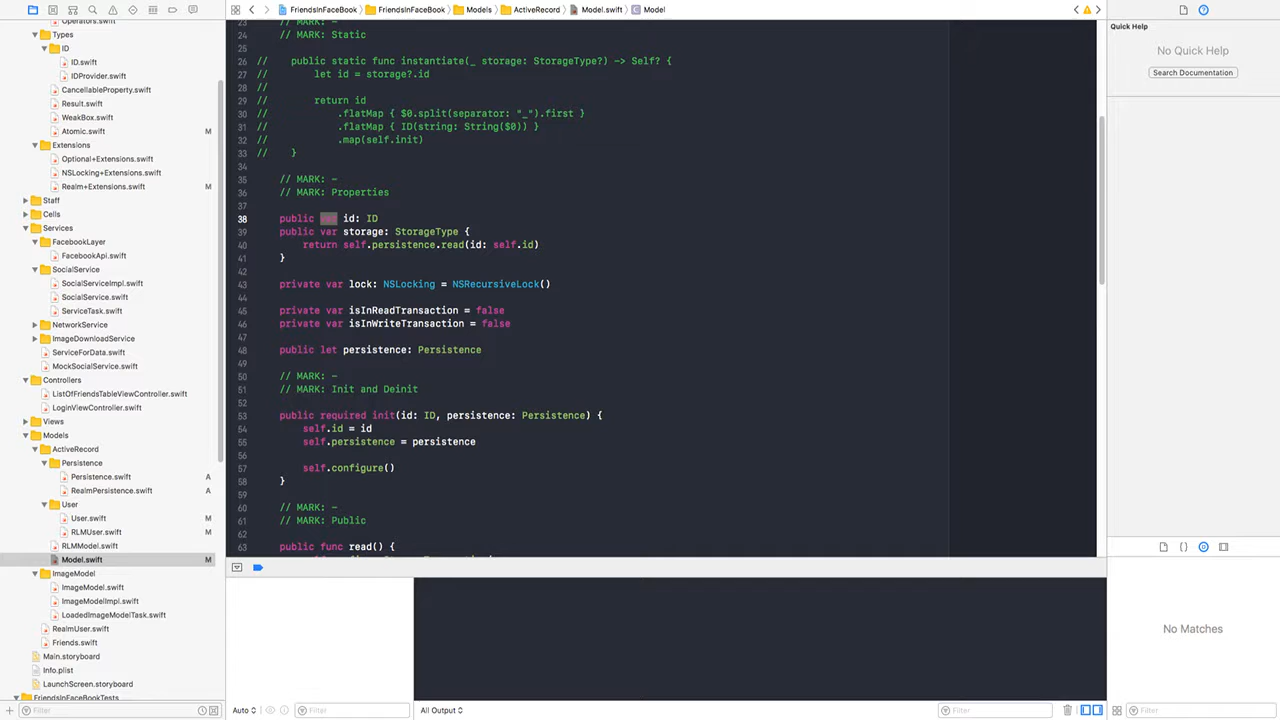 FriendsInFaceBook
FriendsInFaceBook
Models
ActiveRecord
Model.swift
Model
Operators.swift
Types
ID
ID.swift
IDProvider.swift
CancellableProperty.swift
Result.swift
WeakBox.swift
Atomic.swift M
Extensions
Optional+Extensions.swift
NSLocking+Extensions.swift
Realm+Extensions.swift M
Staff
Cells
Services
FacebookLayer
FacebookApi.swift
SocialService
SocialServiceImpl.swift
SocialService.swift
ServiceTask.swift
NetworkService
ImageDownloadService
ServiceForData.swift
MockSocialService.swift
Controllers
ListOfFriendsTableViewController.swift
LoginViewController.swift
Views
Models
ActiveRecord
Persistence
Persistence.swift A
RealmPersistence.swift A
User
User.swift M
RLMUser.swift M
RLMModel.swift
Model.swift M
ImageModel
ImageModel.swift
ImageModelImpl.swift
LoadedImageModelTask.swift
RealmUser.swift
Friends.swift
Main.storyboard
Info.plist
LaunchScreen.storyboard
FriendsInFaceBookTests
Filter
23 // MARK: -
24 // MARK: Static
25
26 // public static func instantiate(_ storage: StorageType?) -> Self? {
27 // let id = storage?.id
28 //
29 // return id
30 // .flatMap { $0.split(separator: "_").first }
31 // .flatMap { ID(string: String($0)) }
32 // .map(self.init)
33 // }
34
35 // MARK: -
36 // MARK: Properties
37
38 public var id: ID
39 public var storage: StorageType {
40 return self.persistence.read(id: self.id)
41 }
42
43 private var lock: NSLocking = NSRecursiveLock()
44
45 private var isInReadTransaction = false
46 private var isInWriteTransaction = false
47
48 public let persistence: Persistence
49
50 // MARK: -
51 // MARK: Init and Deinit
52
53 public required init(id: ID, persistence: Persistence) {
54 self.id = id
55 self.persistence = persistence
56
57 self.configure()
58 }
59
60 // MARK: -
61 // MARK: Public
62
63 public func read() {
Auto
Filter
All Output
Filter
Quick Help
No Quick Help
Search Documentation
No Matches
Filter